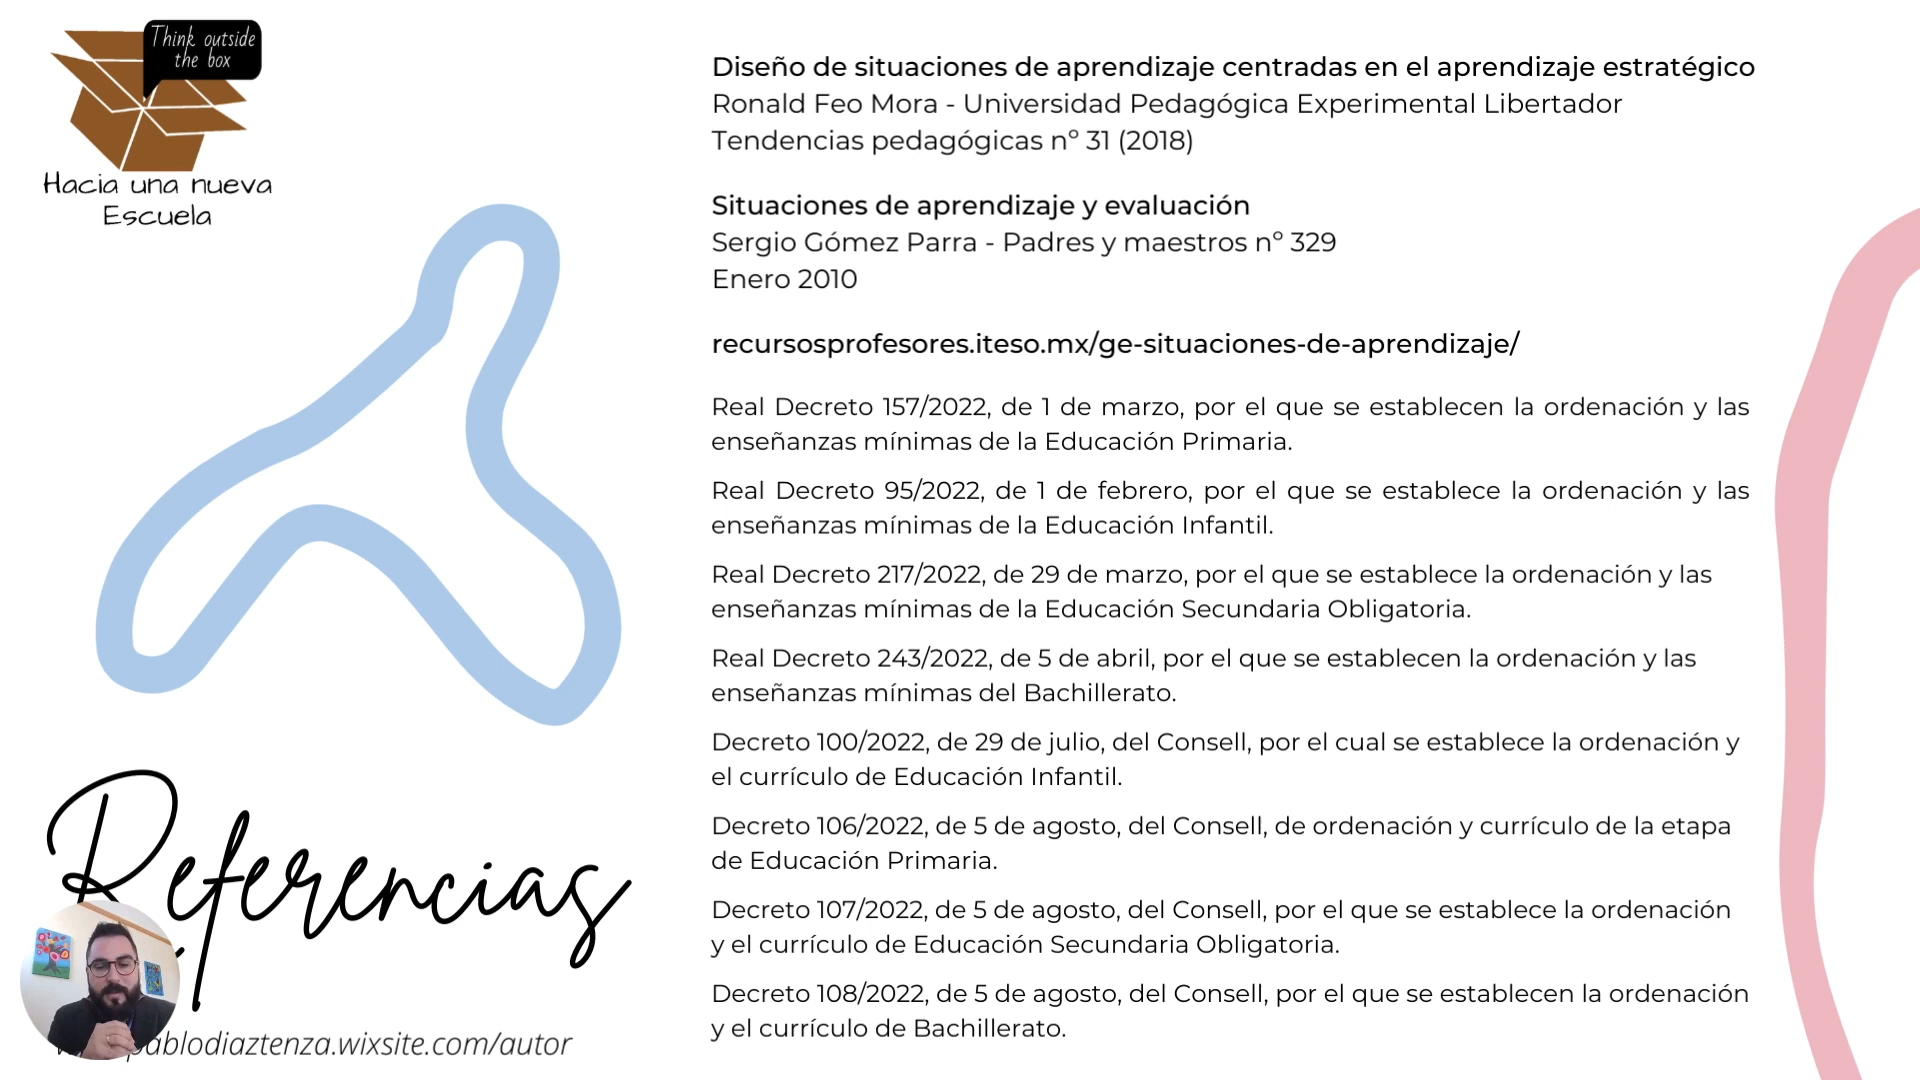 Think outside
the box
Hacia una nueva
Escuela
Diseño de situaciones de aprendizaje centradas en el aprendizaje estratégico
Ronald Feo Mora - Universidad Pedagógica Experimental Libertador
Tendencias pedagógicas nº 31 (2018)
Situaciones de aprendizaje y evaluación
Sergio Gómez Parra - Padres y maestros nº 329
Enero 2010
recursosprofesores.iteso.mx/ge-situaciones-de-aprendizaje/
Real Decreto 157/2022, de 1 de marzo, por el que se establecen la ordenación y las
enseñanzas mínimas de la Educación Primaria.
Real Decreto 95/2022, de 1 de febrero, por el que se establece la ordenación y las
enseñanzas mínimas de la Educación Infantil.
Real Decreto 217/2022, de 29 de marzo, por el que se establece la ordenación y las
enseñanzas mínimas de la Educación Secundaria Obligatoria.
Real Decreto 243/2022, de 5 de abril, por el que se establecen la ordenación y las
enseñanzas mínimas del Bachillerato.
Decreto 100/2022, de 29 de julio, del Consell, por el cual se establece la ordenación y
el currículo de Educación Infantil.
Decreto 106/2022, de 5 de agosto, del Consell, de ordenación y currículo de la etapa
de Educación Primaria.
Decreto 107/2022, de 5 de agosto, del Consell, por el que se establece la ordenación
y el currículo de Educación Secundaria Obligatoria.
Decreto 108/2022, de 5 de agosto, del Consell, por el que se establecen la ordenación
y el currículo de Bachillerato.
Referencias
pablodiaztenza.wixsite.com/autor